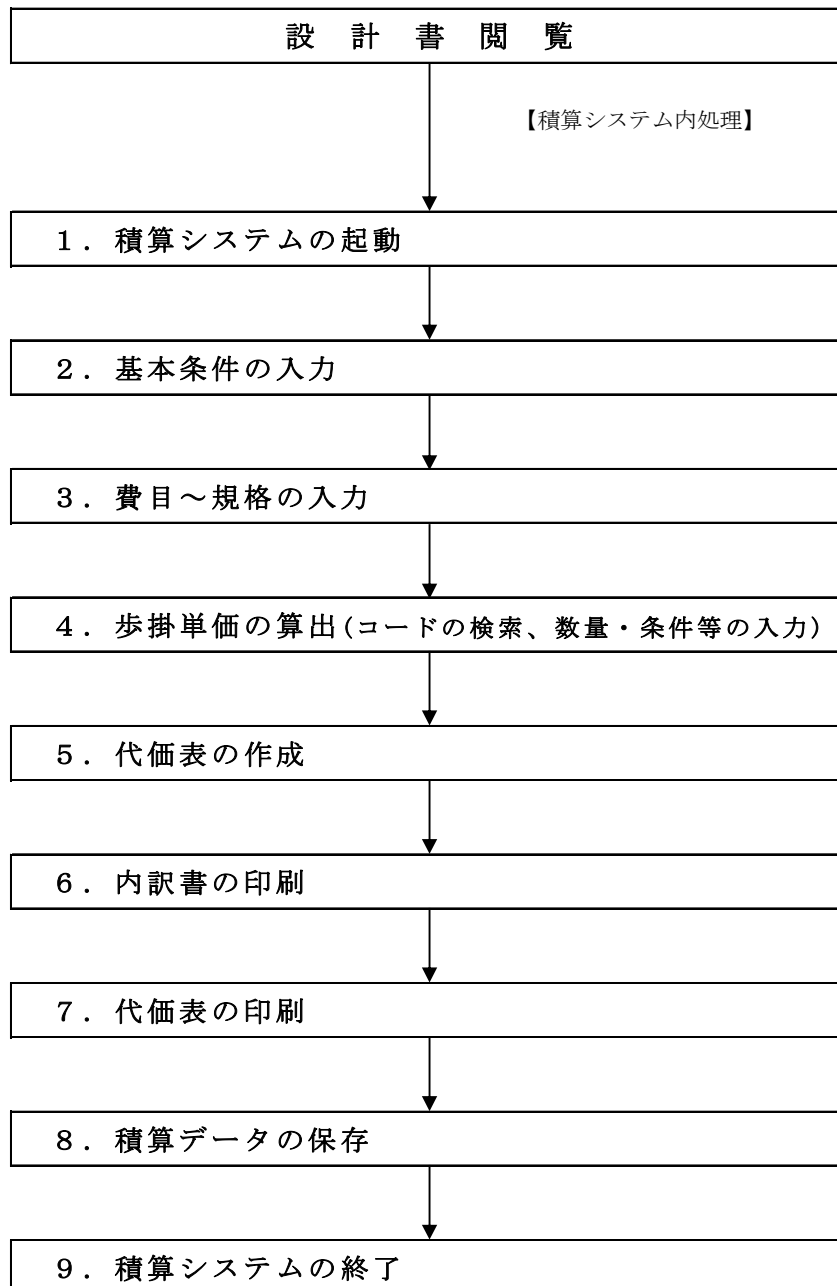 設計書閲覧
【積算システム内処理】
１．積算システムの起動
２．基本条件の入力
３．費目～規格の入力
４．歩掛単価の算出(コードの検索、数量・条件等の入力)
５．代価表の作成
６．内訳書の印刷
７．代価表の印刷
８．積算データの保存
９．積算システムの終了